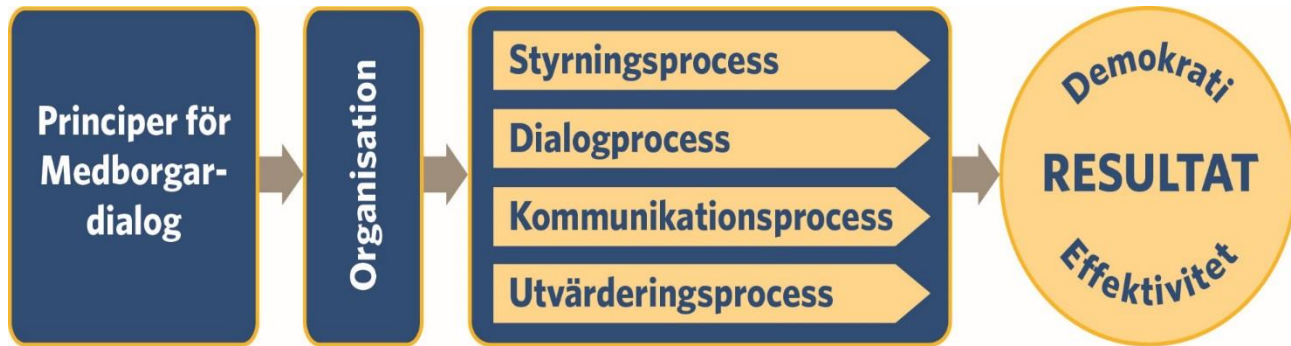 Principer för
Medborgar-
dialog
Organisation
Styrningsprocess
Dialogprocess
Kommunikationsprocess
Utvärderingsprocess
Demokrati
RESULTAT
Effektivitet